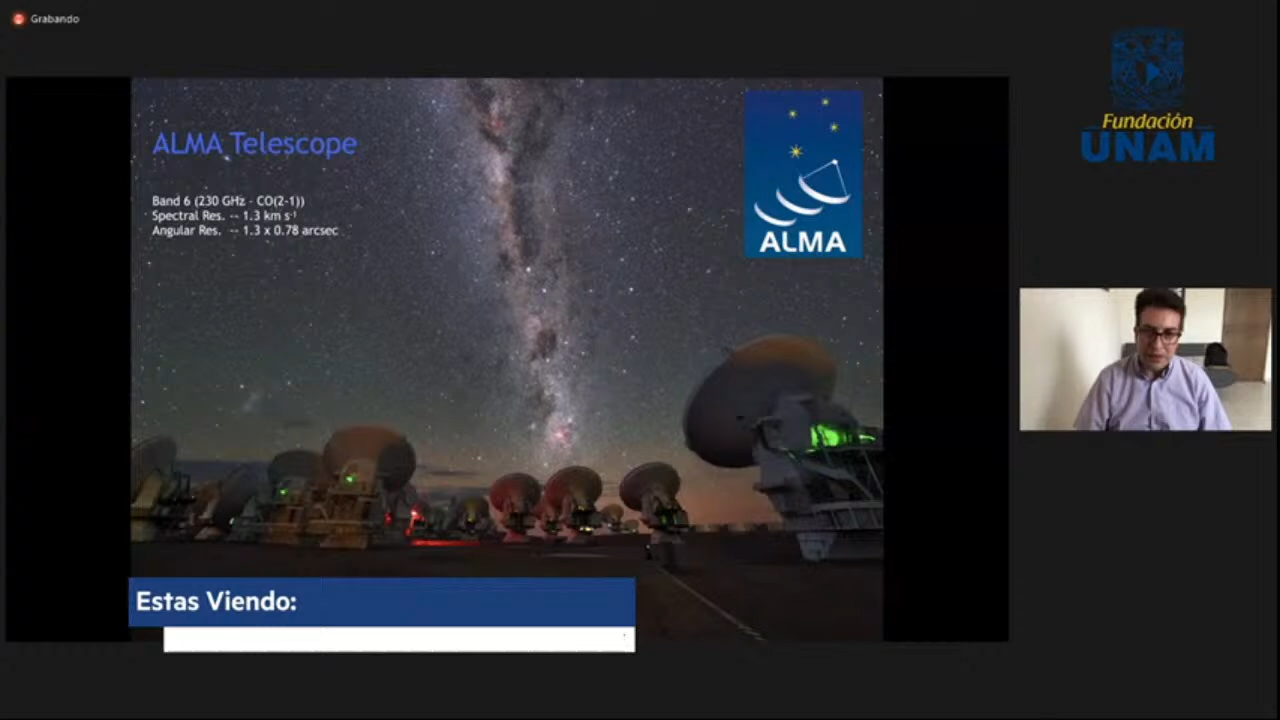 Grabando
Fundación
UNAM
ALMA Telescope
Band 6 (230 GHz - CO(2-1))
Spectral Res. -- 1.3 km s⁻¹
Angular Res. -- 1.3 x 0.78 arcsec
ALMA
Estas Viendo: